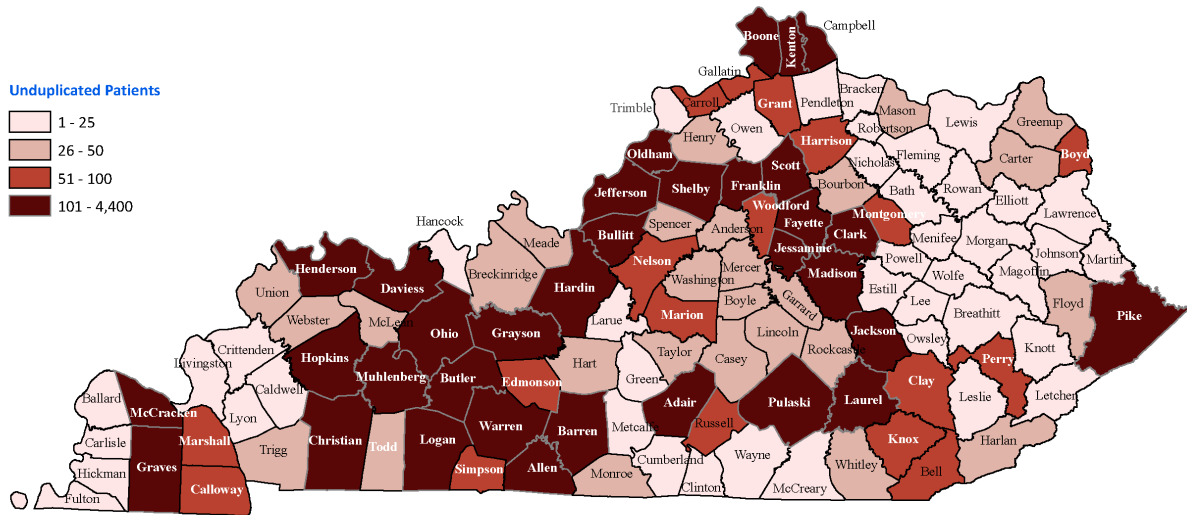 Unduplicated Patients
1 - 25
26 - 50
51 - 100
101 - 4,400
Campbell
Boone
Kenton
Gallatin
Carroll
Grant
Pendleton
Bracken
Trimble
Mason
Owen
Robertson
Lewis
Greenup
Henry
Harrison
Oldham
Scott
Nicholas
Fleming
Carter
Boyd
Jefferson
Shelby
Franklin
Bourbon
Bath
Rowan
Elliott
Woodford
Fayette
Montgomery
Lawrence
Hancock
Meade
Bullitt
Spencer
Anderson
Clark
Menifee
Morgan
Jessamine
Johnson
Martin
Henderson
Breckinridge
Nelson
Mercer
Washington
Madison
Powell
Wolfe
Magoffin
Union
Daviess
Hardin
Boyle
Garrard
Estill
Lee
Floyd
Webster
McLean
Larue
Marion
Breathitt
Pike
Ohio
Grayson
Lincoln
Jackson
Owsley
Crittenden
Hopkins
Taylor
Casey
Rockcastle
Knott
Livingston
Hart
Perry
Muhlenberg
Butler
Edmonson
Green
Clay
Caldwell
Ballard
Adair
Pulaski
Laurel
Leslie
Letcher
McCracken
Lyon
Warren
Barren
Metcalfe
Russell
Carlisle
Marshall
Trigg
Christian
Todd
Logan
Knox
Harlan
Graves
Simpson
Allen
Cumberland
Wayne
Whitley
Hickman
Monroe
Bell
Calloway
Clinton
McCreary
Fulton